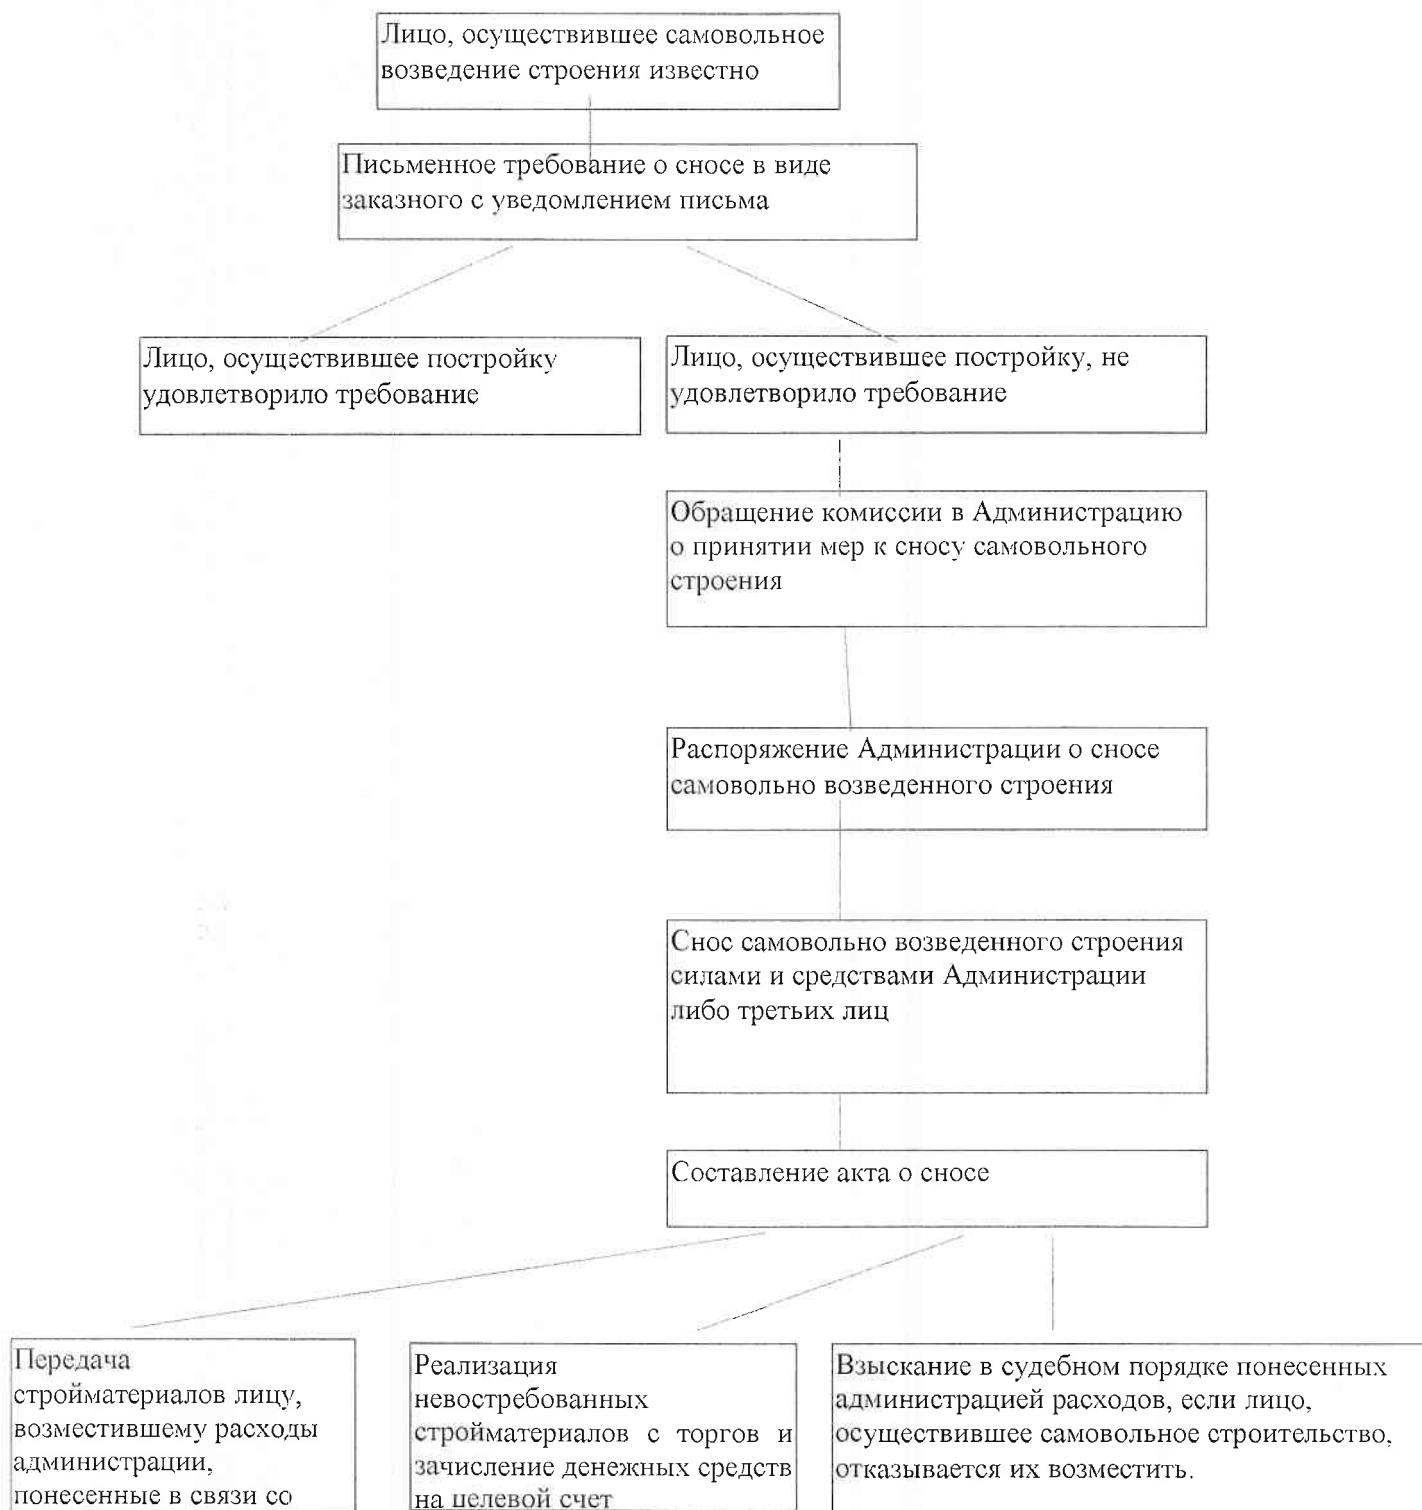 Лицо, осуществившее самовольное
возведение строения известно
Письменное требование о сносе в виде
заказного с уведомлением письма
Лицо, осуществившее постройку
удовлетворило требование
Лицо, осуществившее постройку, не
удовлетворило требование
Обращение комиссии в Администрацию
о принятии мер к сносу самовольного
строения
Распоряжение Администрации о сносе
самовольно возведенного строения
Снос самовольно возведенного строения
силами и средствами Администрации
либо третьих лиц
Составление акта о сносе
Передача
стройматериалов лицу,
возместившему расходы
администрации,
понесенные в связи со
Реализация
невостребованных
стройматериалов с торгов и
зачисление денежных средств
на целевой счет
Взыскание в судебном порядке понесенных
администрацией расходов, если лицо,
осуществившее самовольное строительство,
отказывается их возместить.